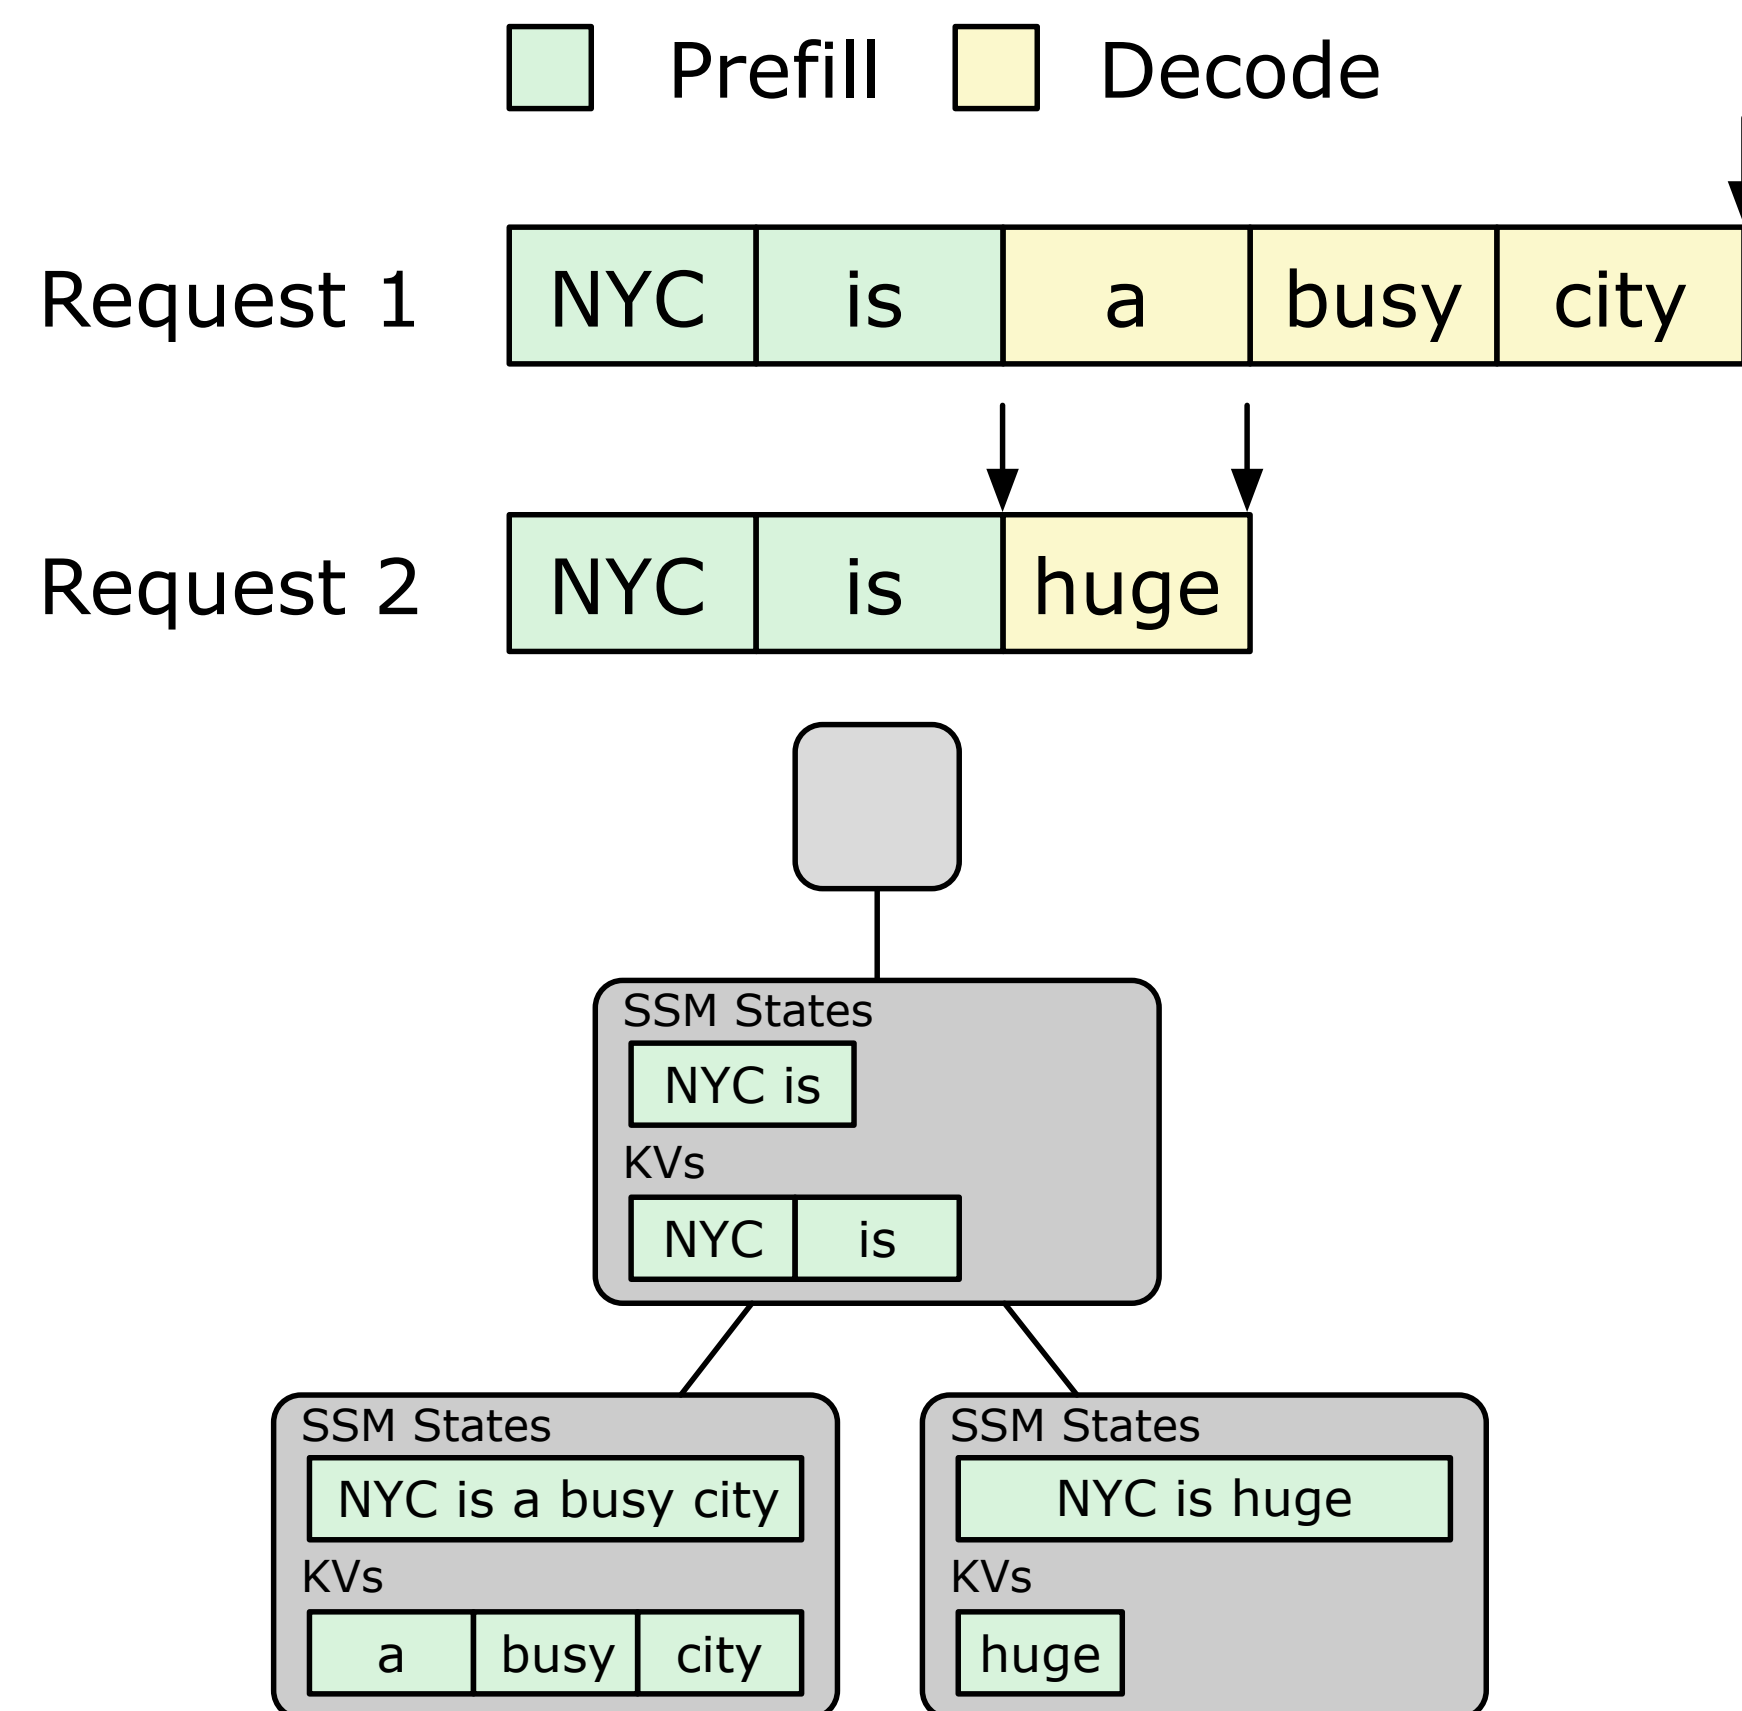 Prefill Decode
Request 1 NYC is a busy city
Request 2 NYC is huge
SSM States
NYC is
KVs
NYC is
SSM States
NYC is a busy city
KVs
a busy city
SSM States
NYC is huge
KVs
huge